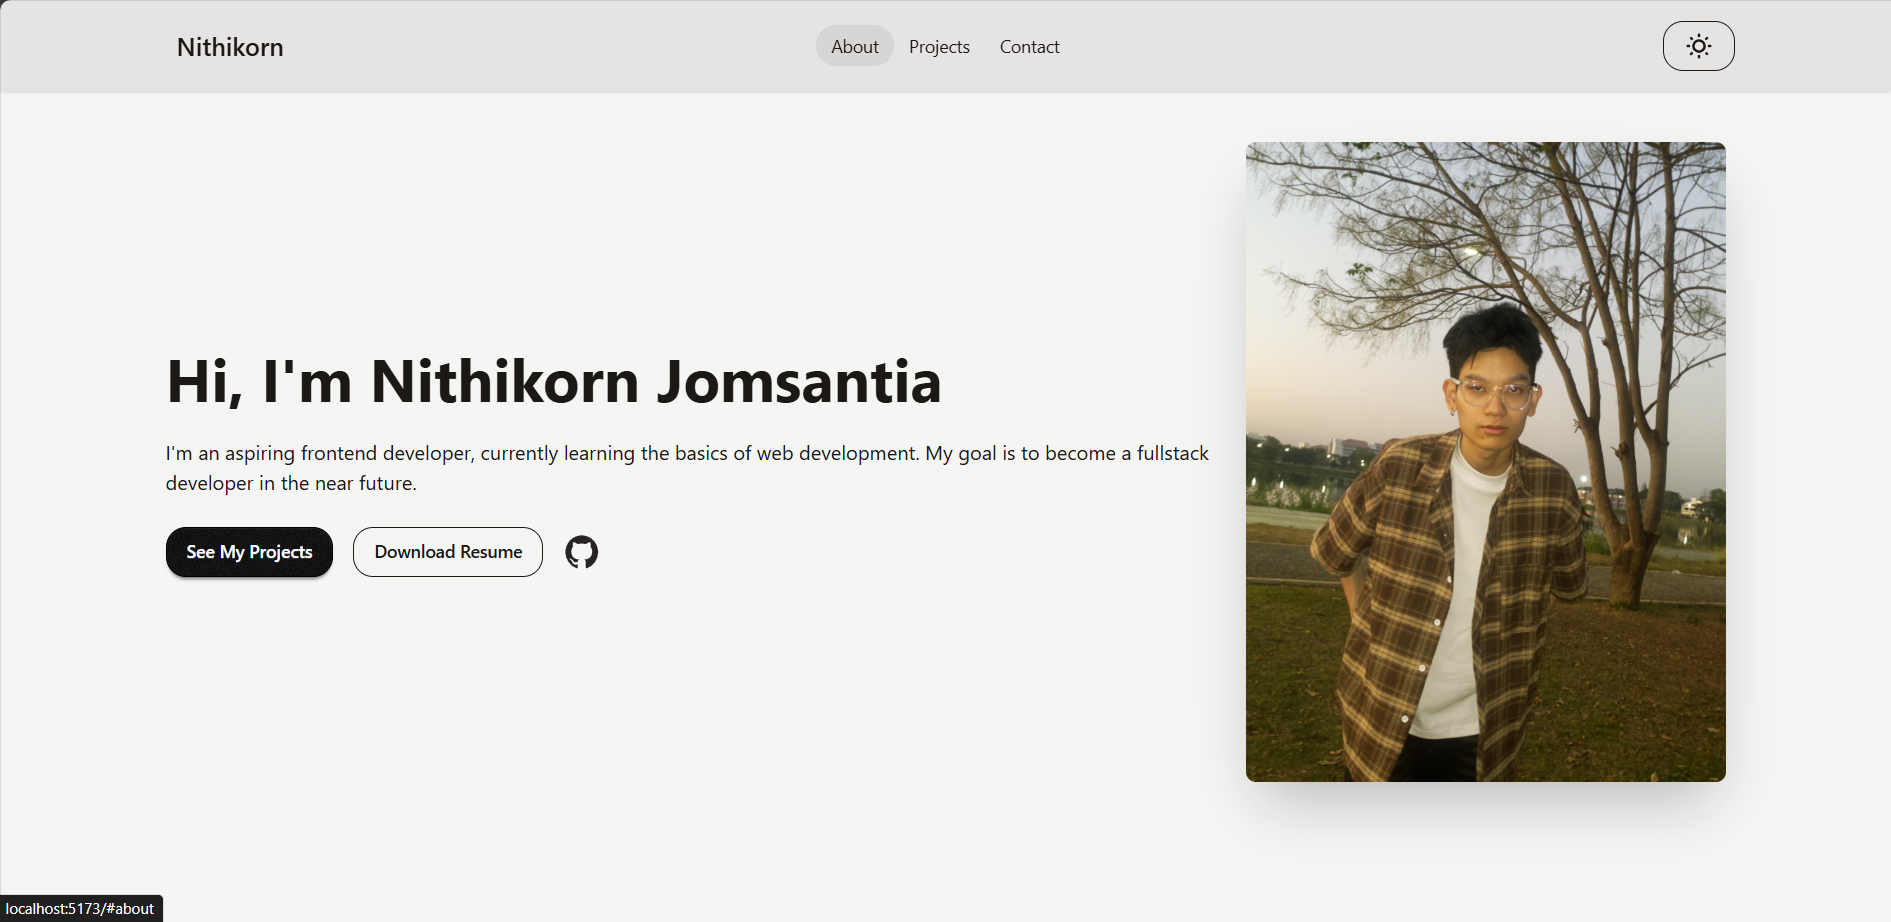 Nithikorn
About Projects Contact
Hi, I'm Nithikorn Jomsantia
I'm an aspiring frontend developer, currently learning the basics of web development. My goal is to become a fullstack
developer in the near future.
See My Projects Download Resume
localhost:5173/#about